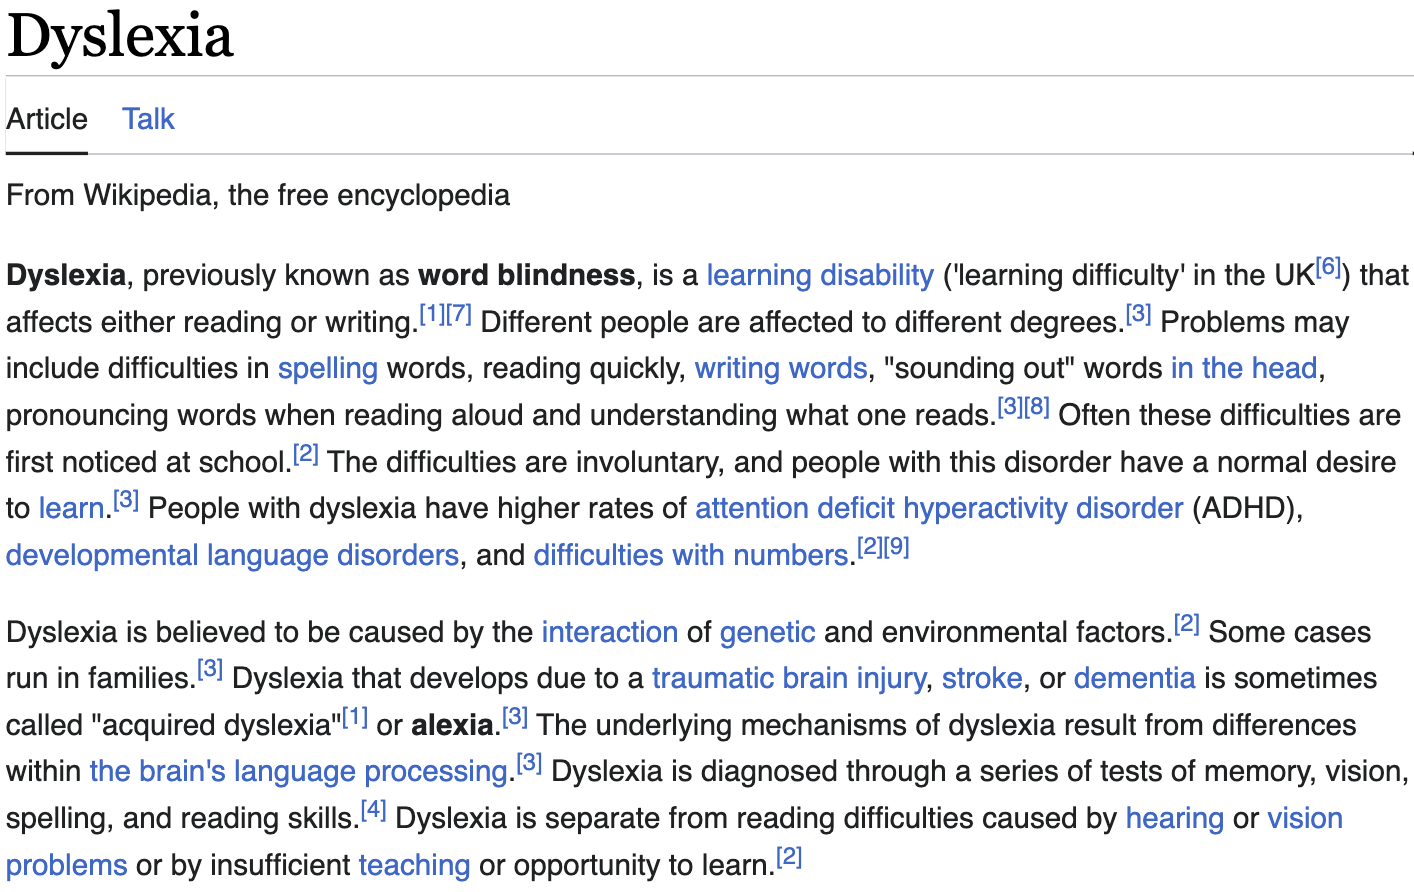 Dyslexia
Article Talk
From Wikipedia, the free encyclopedia
Dyslexia, previously known as word blindness, is a learning disability ('learning difficulty' in the UK[6]) that
affects either reading or writing.[1][7] Different people are affected to different degrees.[3] Problems may
include difficulties in spelling words, reading quickly, writing words, "sounding out" words in the head,
pronouncing words when reading aloud and understanding what one reads.[3][8] Often these difficulties are
first noticed at school.[2] The difficulties are involuntary, and people with this disorder have a normal desire
to learn.[3] People with dyslexia have higher rates of attention deficit hyperactivity disorder (ADHD),
developmental language disorders, and difficulties with numbers.[2][9]
Dyslexia is believed to be caused by the interaction of genetic and environmental factors.[2] Some cases
run in families.[3] Dyslexia that develops due to a traumatic brain injury, stroke, or dementia is sometimes
called "acquired dyslexia"[1] or alexia.[3] The underlying mechanisms of dyslexia result from differences
within the brain's language processing.[3] Dyslexia is diagnosed through a series of tests of memory, vision,
spelling, and reading skills.[4] Dyslexia is separate from reading difficulties caused by hearing or vision
problems or by insufficient teaching or opportunity to learn.[2]